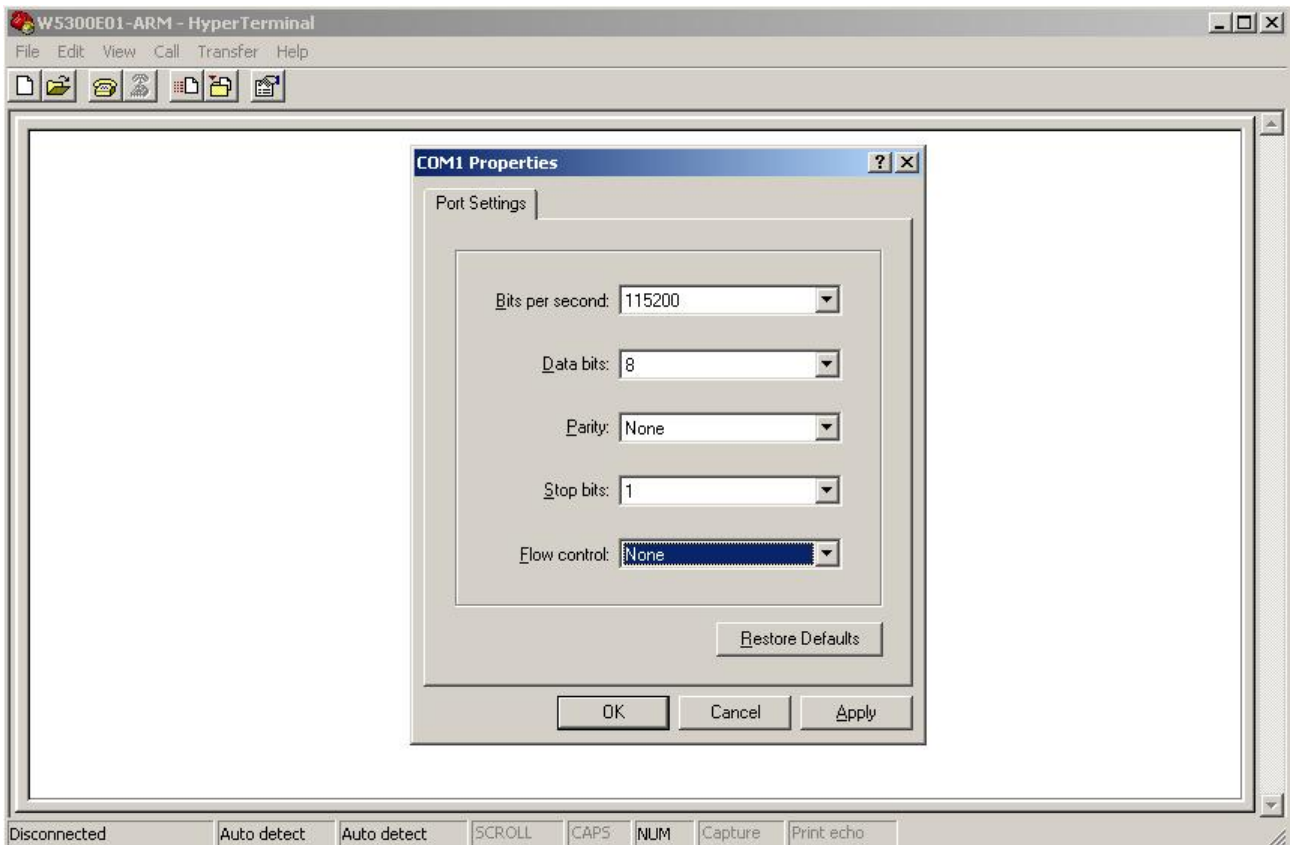 W5300E01-ARM - HyperTerminal
File Edit View Call Transfer Help
COM1 Properties
Port Settings
Bits per second: 115200
Data bits: 8
Parity: None
Stop bits: 1
Flow control: None
Restore Defaults
OK Cancel Apply
Disconnected Auto detect Auto detect SCROLL CAPS NUM Capture Print echo